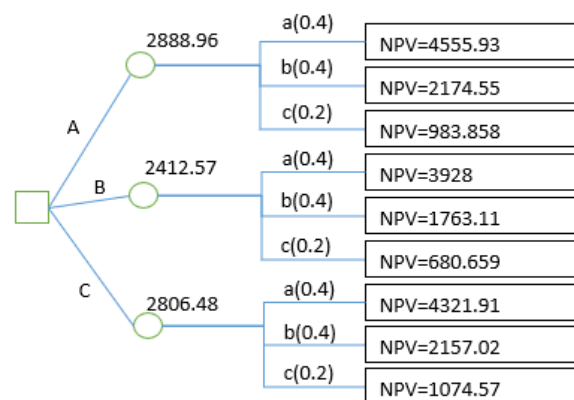 2888.96
a(0.4)
NPV=4555.93
b(0.4)
NPV=2174.55
c(0.2)
NPV=983.858
A
2412.57
a(0.4)
NPV=3928
B
b(0.4)
NPV=1763.11
c(0.2)
NPV=680.659
C
2806.48
a(0.4)
NPV=4321.91
b(0.4)
NPV=2157.02
c(0.2)
NPV=1074.57